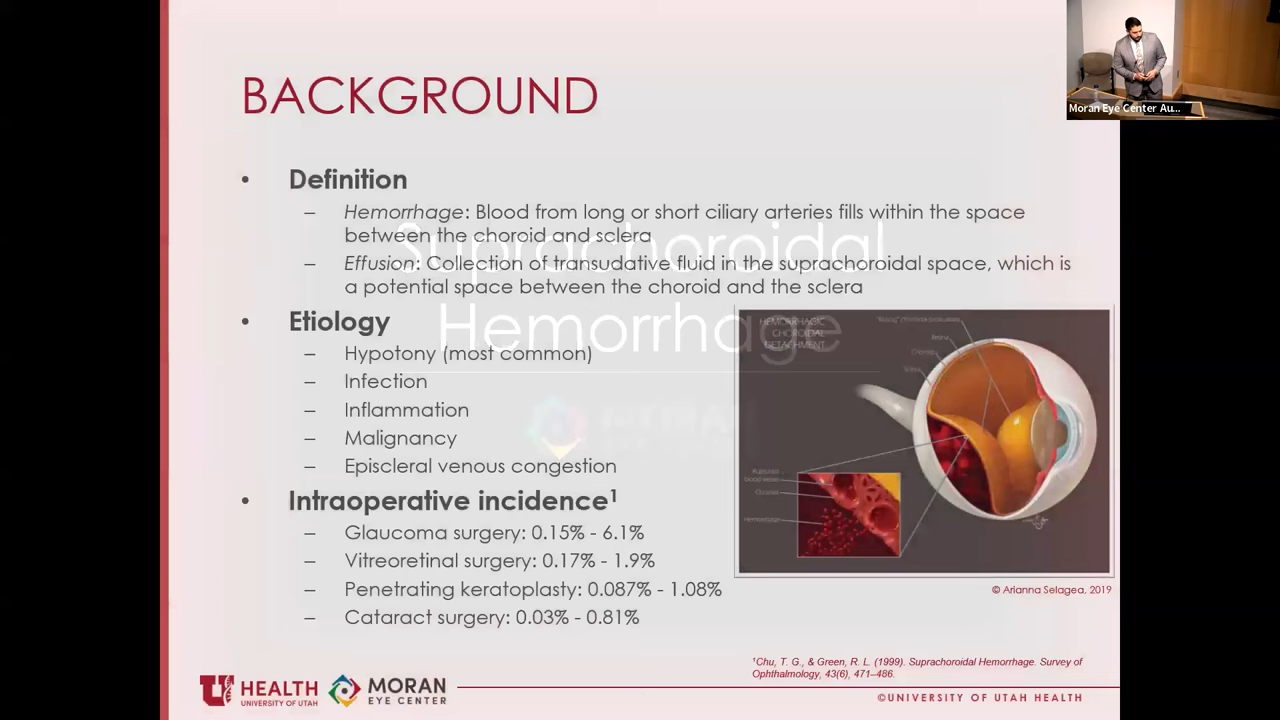 BACKGROUND
Moran Eye Center Au...
• Definition
– Hemorrhage: Blood from long or short ciliary arteries fills within the space
between the choroid and sclera
– Effusion: Collection of transudative fluid in the suprachoroidal space, which is
a potential space between the choroid and the sclera
Suprachoroidal
Hemorrhage
• Etiology
– Hypotony (most common)
– Infection
– Inflammation
– Malignancy
– Episcleral venous congestion
• Intraoperative incidence¹
– Glaucoma surgery: 0.15% - 6.1%
– Vitreoretinal surgery: 0.17% - 1.9%
– Penetrating keratoplasty: 0.087% - 1.08%
– Cataract surgery: 0.03% - 0.81%
HEMORRHAGIC
CHOROIDAL
DETACHMENT
Retina
Choroid
Sclera
Ruptured
blood vessel
Hemorrhage
© Arianna Selagea, 2019
¹Chu, T. G., & Green, R. L. (1999). Suprachoroidal Hemorrhage. Survey of
Ophthalmology, 43(6), 471–486.
U HEALTH
UNIVERSITY OF UTAH
MORAN
EYE CENTER
©UNIVERSITY OF UTAH HEALTH